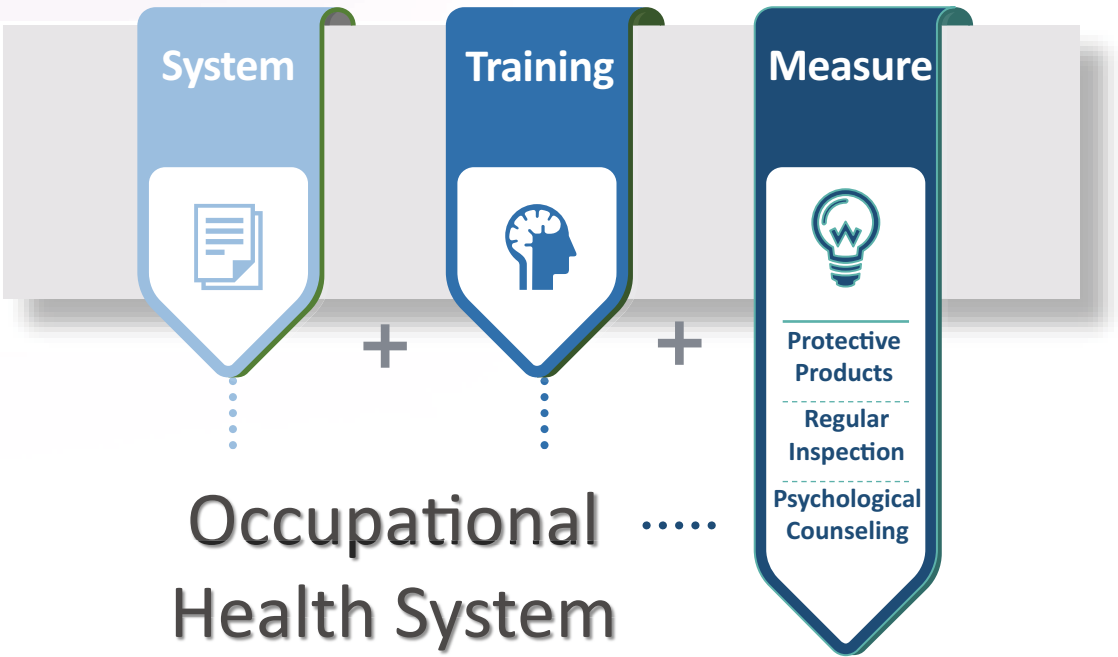 System
Training
Measure
+
+
Protective
Products
Regular
Inspection
Psychological
Counseling
Occupational
Health System